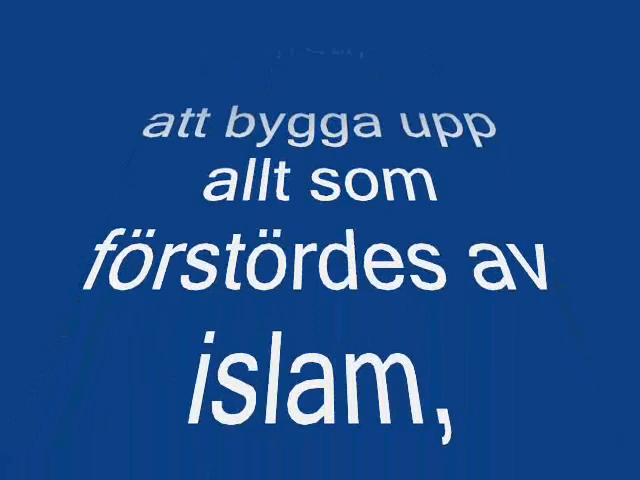 att bygga upp
allt som
förstördes av
islam,